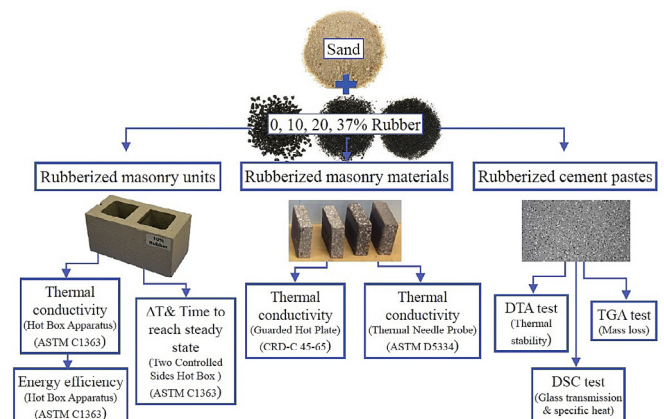 Sand
0, 10, 20, 37% Rubber
Rubberized masonry units
Rubberized masonry materials
Rubberized cement pastes
10%
Rubber
Thermal
conductivity
(Hot Box Apparatus)
(ASTM C1363)
Energy efficiency
(Hot Box Apparatus)
(ASTM C1363)
ΔT& Time to
reach steady
state
(Two Controlled
Sides Hot Box )
(ASTM C1363)
Thermal
conductivity
(Guarded Hot Plate)
(CRD-C 45-65)
Thermal
conductivity
(Thermal Needle Probe)
(ASTM D5334)
DTA test
(Thermal
stability)
DSC test
(Glass transmission
& specific heat)
TGA test
(Mass loss)